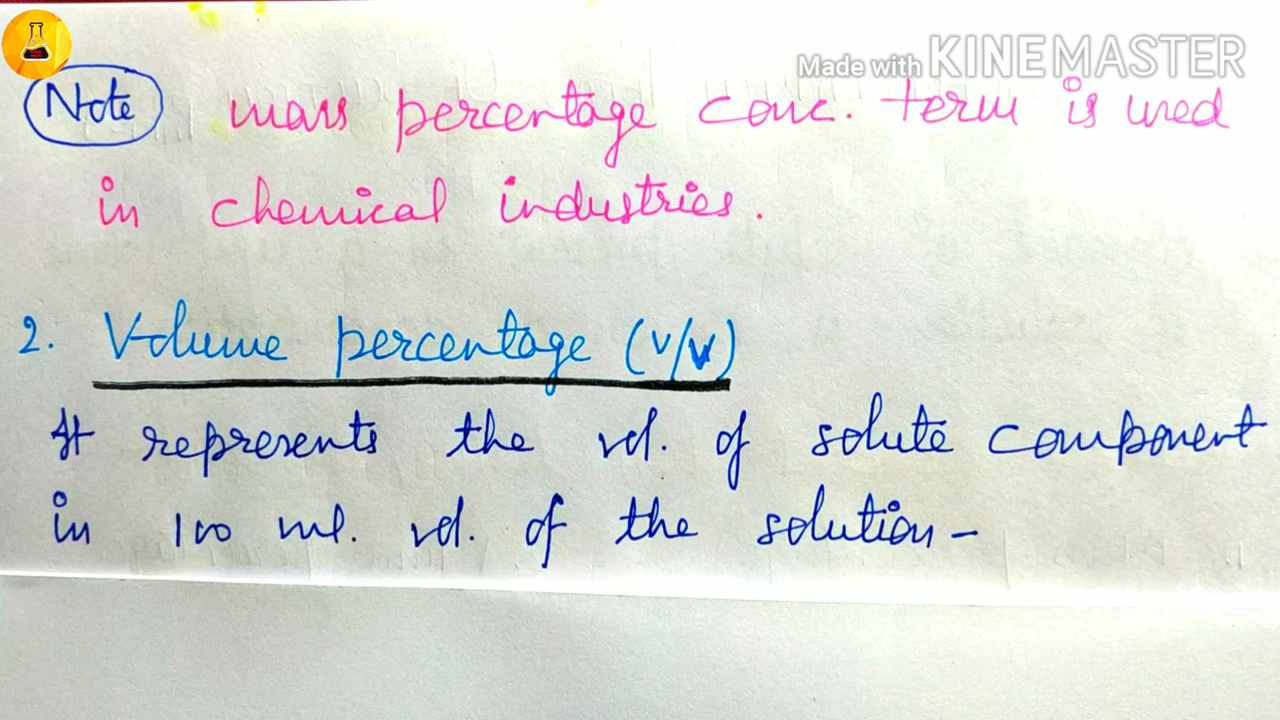 Made with KINEMASTER
Note mass percentage conc. term is used
in chemical industries.
2. Volume percentage (v/v)
It represents the vol. of solute component
in 100 ml. vol. of the solution -